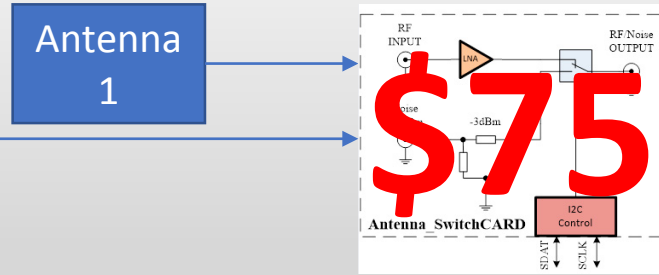 Antenna
1
RF
INPUT
LNA
RF/Noise
OUTPUT
-3dBm
$75
I2C
Control
Antenna_SwitchCARD
SDAT
SCLK